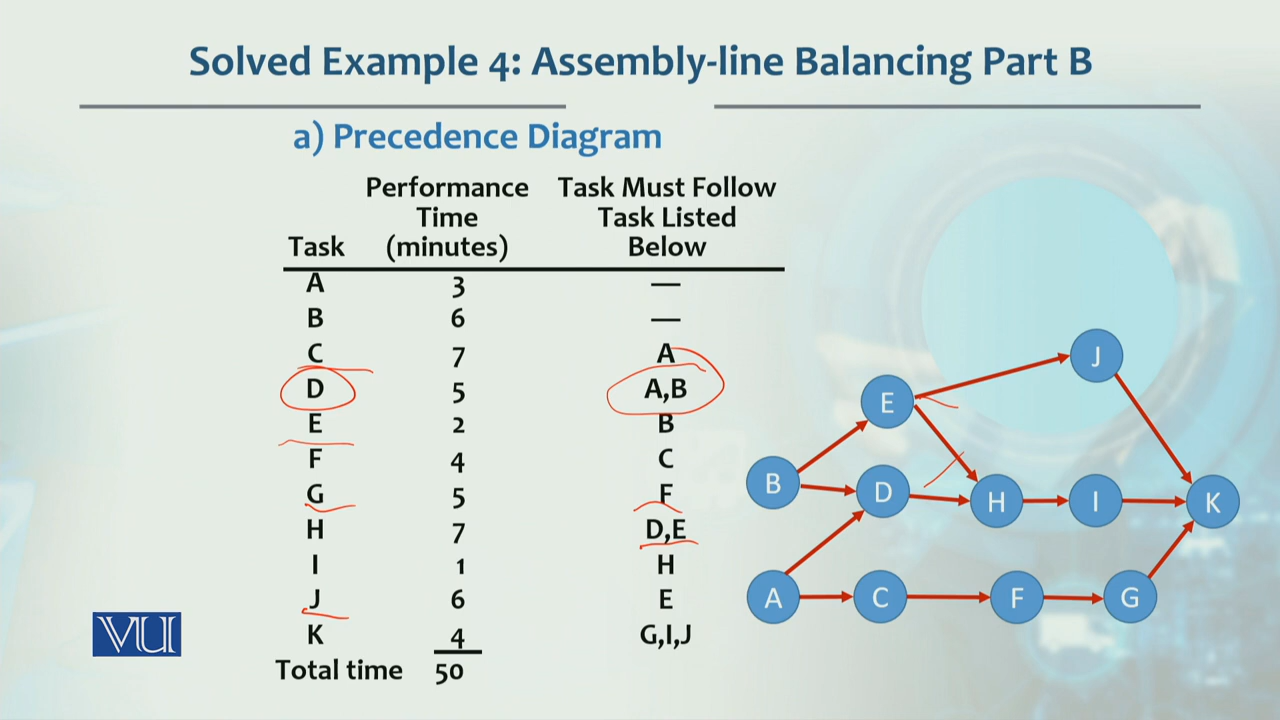 Solved Example 4: Assembly-line Balancing Part B
a) Precedence Diagram
Performance Task Must Follow
Time Task Listed
Task (minutes) Below
A 3 —
B 6 —
C 7 A
D 5 A,B
E 2 B
F 4 C
G 5 F
H 7 D,E
I 1 H
J 6 E
K 4 G,I,J
Total time 50
J
E
B D H I K
A C F G
VU